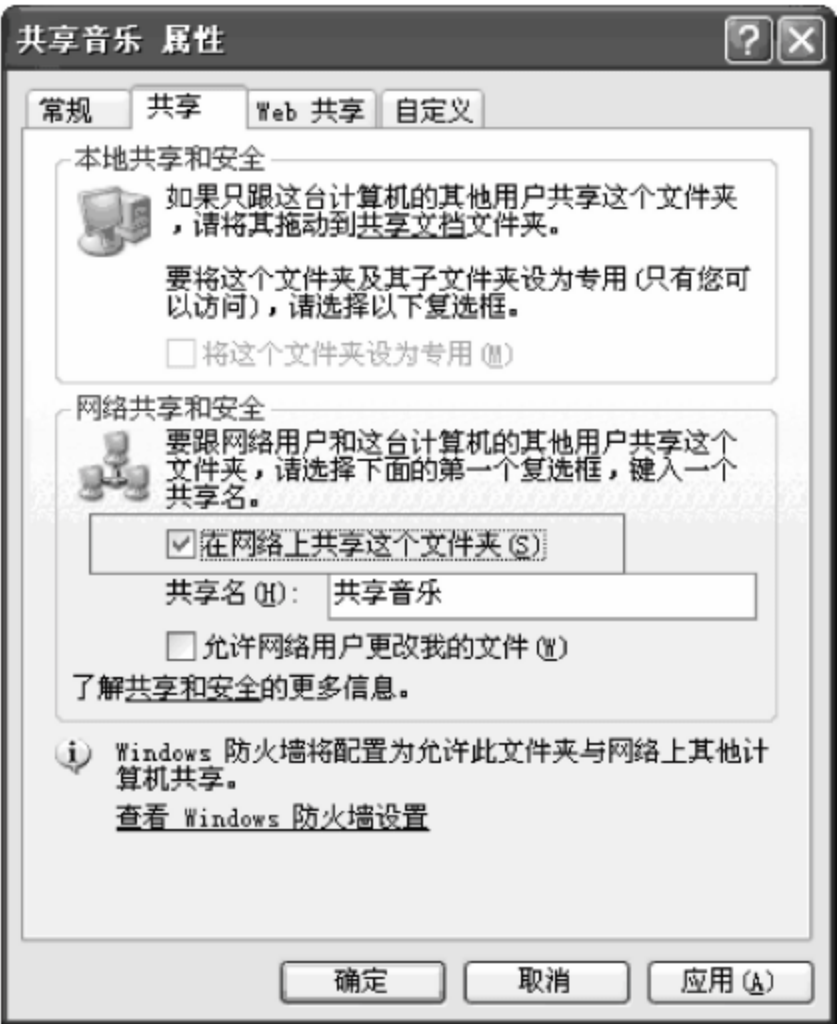 共享音乐 属性
常规 共享 Web 共享 自定义
本地共享和安全
如果只跟这台计算机的其他用户共享这个文件夹
，请将其拖动到共享文档文件夹。
要将这个文件夹及其子文件夹设为专用(只有您可
以访问)，请选择以下复选框。
将这个文件夹设为专用(M)
网络共享和安全
要跟网络用户和这台计算机的其他用户共享这个
文件夹，请选择下面的第一个复选框，键入一个
共享名。
在网络上共享这个文件夹(S)
共享名(H)： 共享音乐
允许网络用户更改我的文件(W)
了解共享和安全的更多信息。
Windows 防火墙将配置为允许此文件夹与网络上其他计
算机共享。
查看 Windows 防火墙设置
确定 取消 应用(A)